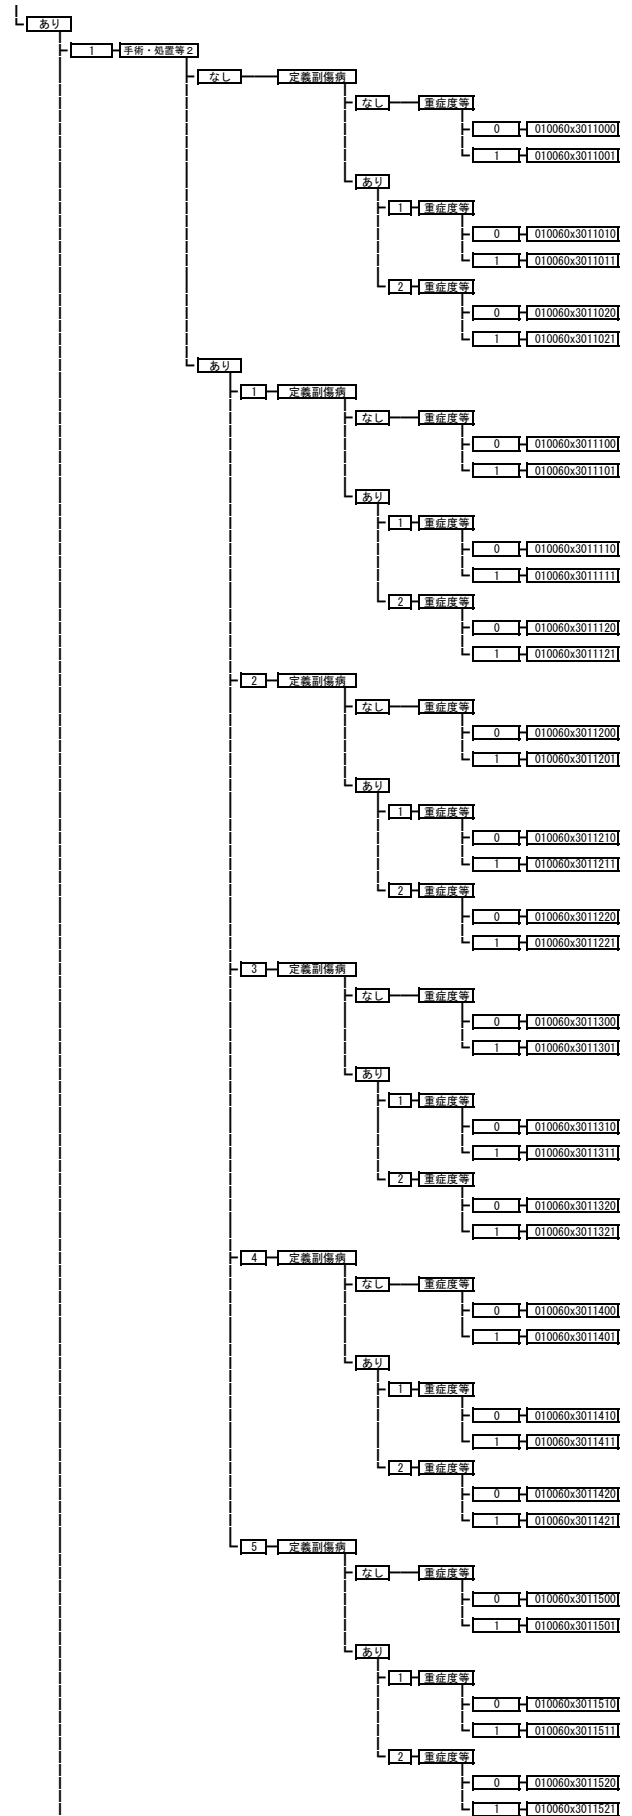 あり
1 手術・処置等２
なし 定義副傷病
なし 重症度等
0 010060x3011000
1 010060x3011001
あり
1 重症度等
0 010060x3011010
1 010060x3011011
2 重症度等
0 010060x3011020
1 010060x3011021
あり
1 定義副傷病
なし 重症度等
0 010060x3011100
1 010060x3011101
あり
1 重症度等
0 010060x3011110
1 010060x3011111
2 重症度等
0 010060x3011120
1 010060x3011121
2 定義副傷病
なし 重症度等
0 010060x3011200
1 010060x3011201
あり
1 重症度等
0 010060x3011210
1 010060x3011211
2 重症度等
0 010060x3011220
1 010060x3011221
3 定義副傷病
なし 重症度等
0 010060x3011300
1 010060x3011301
あり
1 重症度等
0 010060x3011310
1 010060x3011311
2 重症度等
0 010060x3011320
1 010060x3011321
4 定義副傷病
なし 重症度等
0 010060x3011400
1 010060x3011401
あり
1 重症度等
0 010060x3011410
1 010060x3011411
2 重症度等
0 010060x3011420
1 010060x3011421
5 定義副傷病
なし 重症度等
0 010060x3011500
1 010060x3011501
あり
1 重症度等
0 010060x3011510
1 010060x3011511
2 重症度等
0 010060x3011520
1 010060x3011521